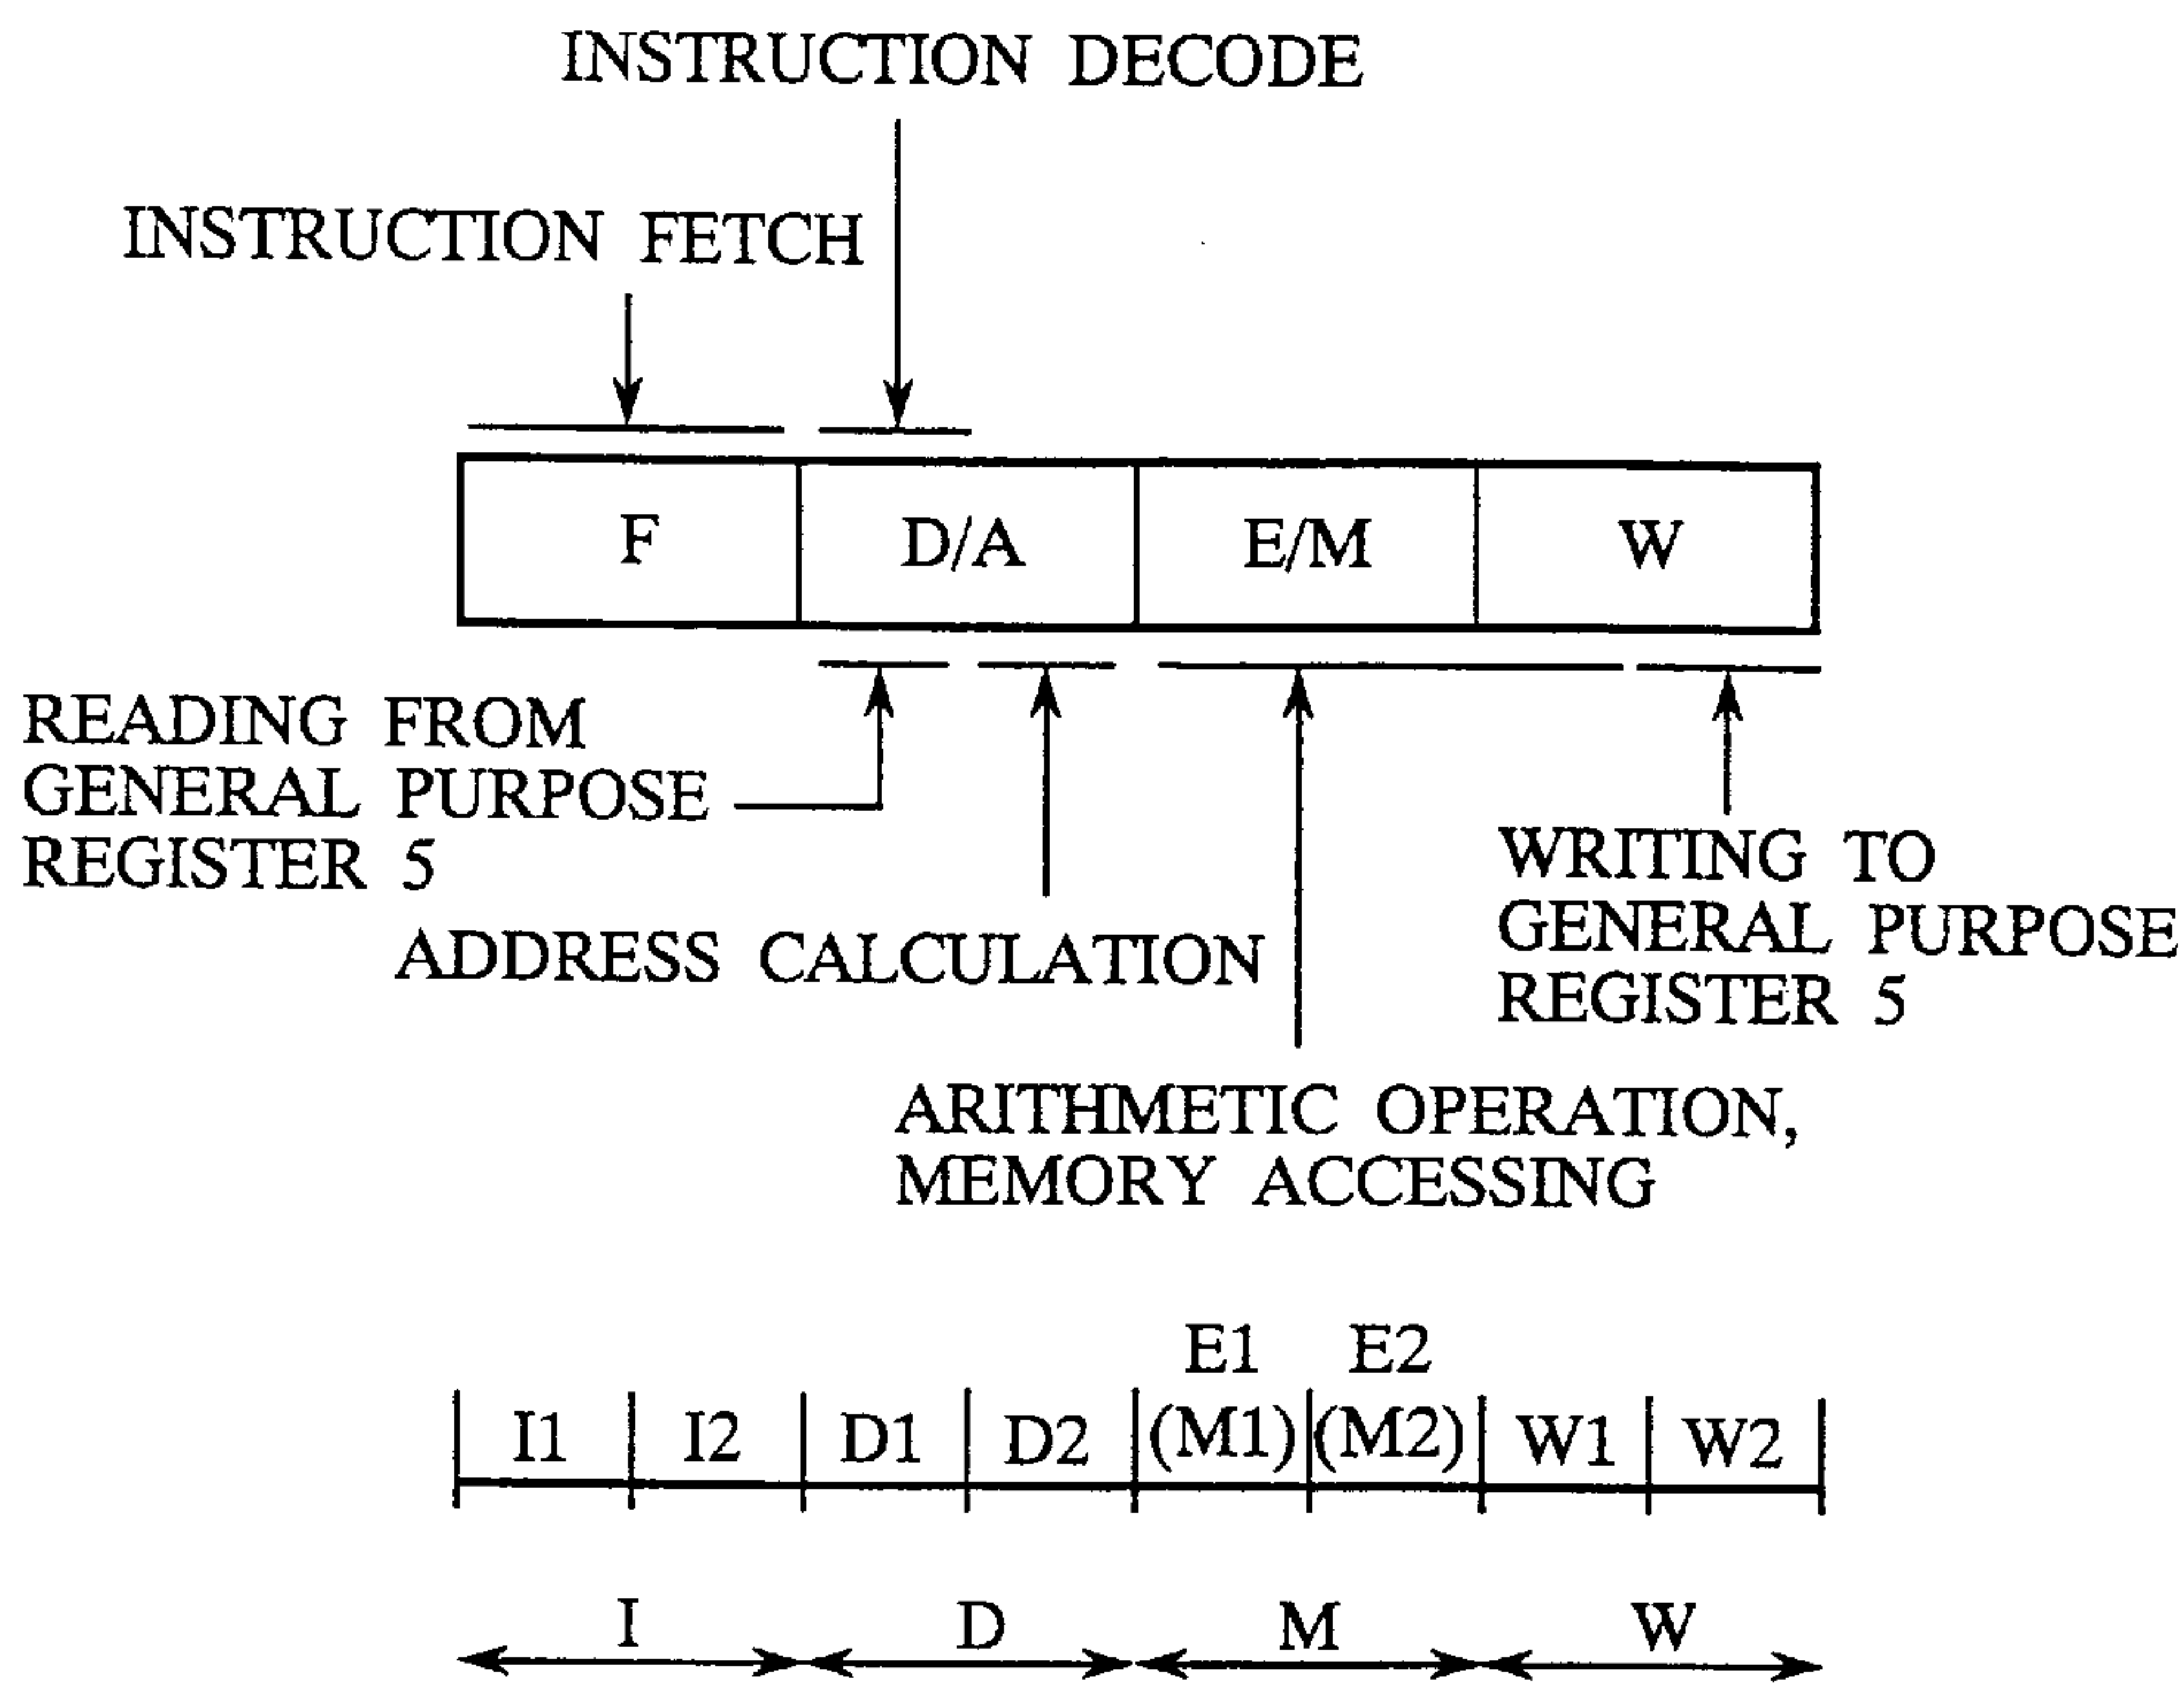 INSTRUCTION DECODE
INSTRUCTION FETCH
F D/A E/M W
READING FROM
GENERAL PURPOSE
REGISTER 5
ADDRESS CALCULATION
WRITING TO
GENERAL PURPOSE
REGISTER 5
ARITHMETIC OPERATION,
MEMORY ACCESSING
E1 E2
I1 I2 D1 D2 (M1) (M2) W1 W2
I D M W